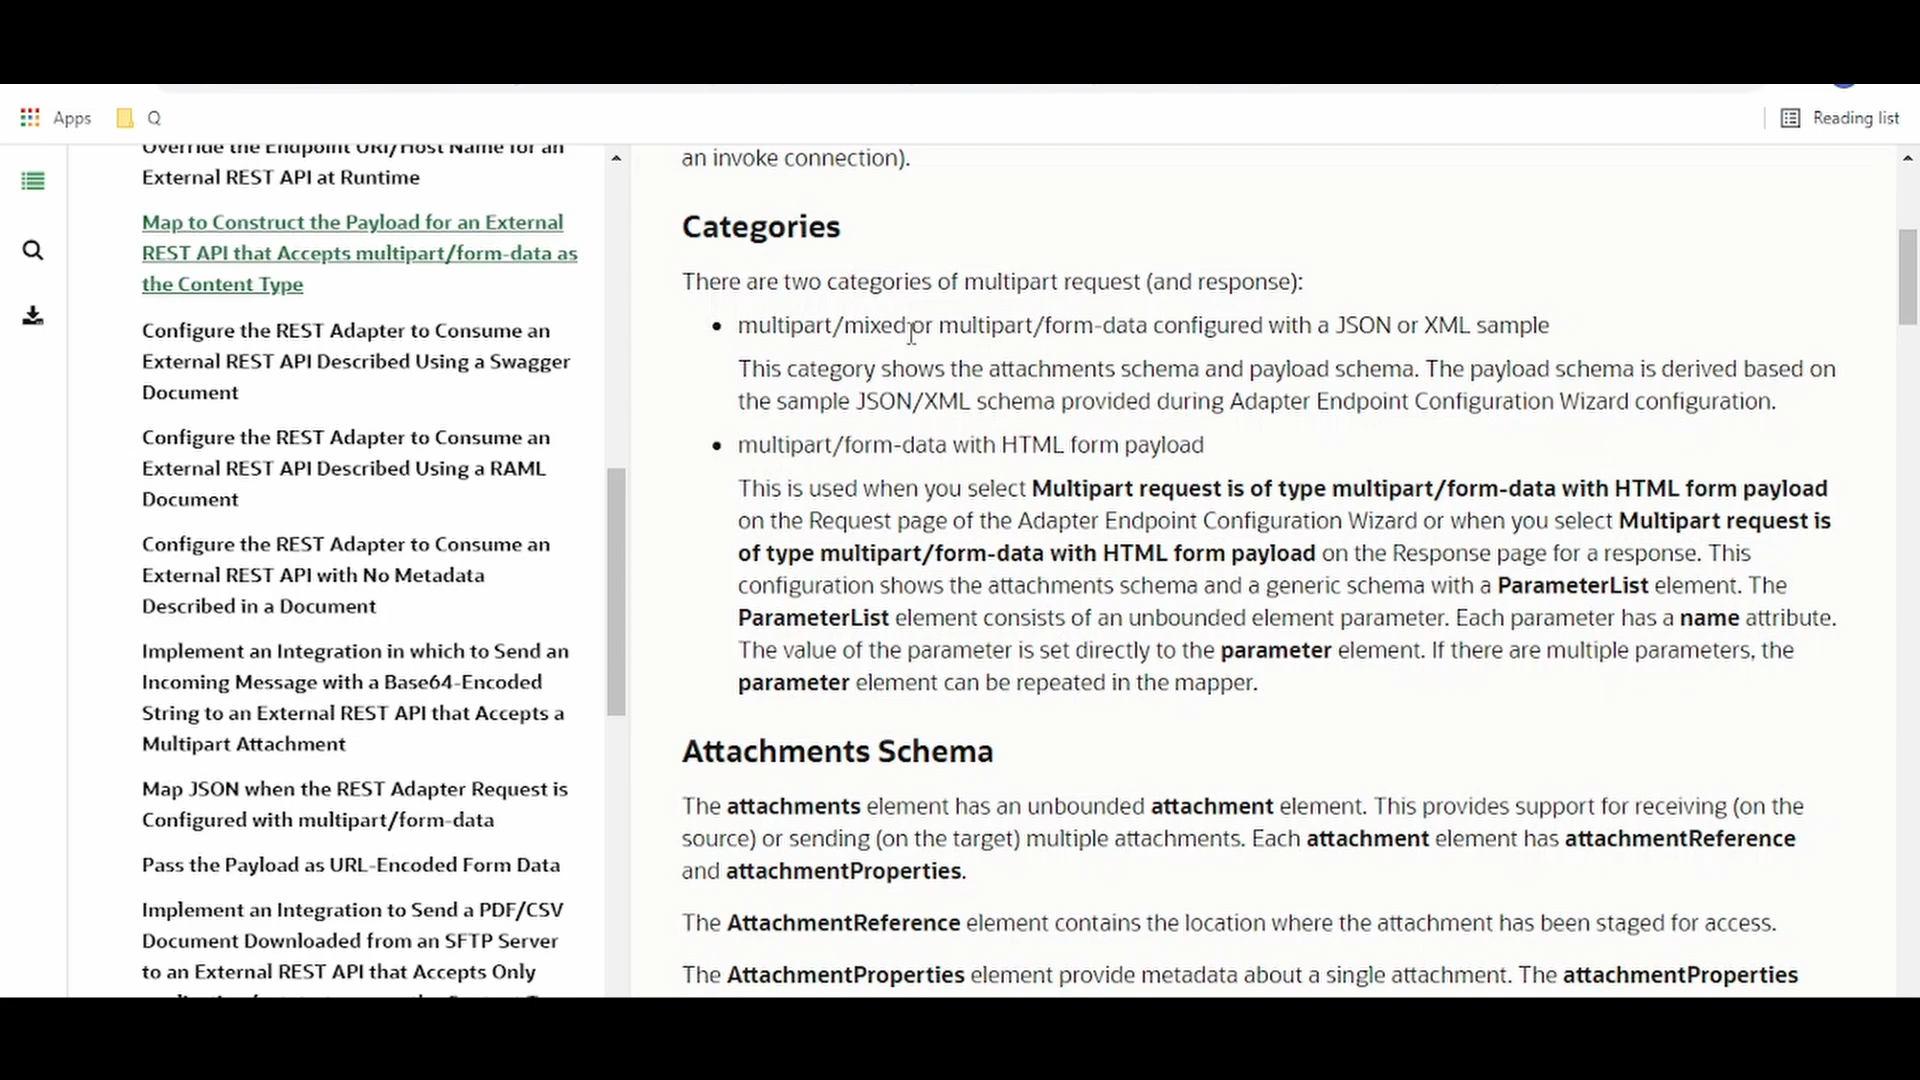 Apps Q Reading list
Override the Endpoint URI/Host Name for an
External REST API at Runtime
Map to Construct the Payload for an External
REST API that Accepts multipart/form-data as
the Content Type
Configure the REST Adapter to Consume an
External REST API Described Using a Swagger
Document
Configure the REST Adapter to Consume an
External REST API Described Using a RAML
Document
Configure the REST Adapter to Consume an
External REST API with No Metadata
Described in a Document
Implement an Integration in which to Send an
Incoming Message with a Base64-Encoded
String to an External REST API that Accepts a
Multipart Attachment
Map JSON when the REST Adapter Request is
Configured with multipart/form-data
Pass the Payload as URL-Encoded Form Data
Implement an Integration to Send a PDF/CSV
Document Downloaded from an SFTP Server
to an External REST API that Accepts Only
an invoke connection).
Categories
There are two categories of multipart request (and response):
• multipart/mixed or multipart/form-data configured with a JSON or XML sample
This category shows the attachments schema and payload schema. The payload schema is derived based on
the sample JSON/XML schema provided during Adapter Endpoint Configuration Wizard configuration.
• multipart/form-data with HTML form payload
This is used when you select Multipart request is of type multipart/form-data with HTML form payload
on the Request page of the Adapter Endpoint Configuration Wizard or when you select Multipart request is
of type multipart/form-data with HTML form payload on the Response page for a response. This
configuration shows the attachments schema and a generic schema with a ParameterList element. The
ParameterList element consists of an unbounded element parameter. Each parameter has a name attribute.
The value of the parameter is set directly to the parameter element. If there are multiple parameters, the
parameter element can be repeated in the mapper.
Attachments Schema
The attachments element has an unbounded attachment element. This provides support for receiving (on the
source) or sending (on the target) multiple attachments. Each attachment element has attachmentReference
and attachmentProperties.
The AttachmentReference element contains the location where the attachment has been staged for access.
The AttachmentProperties element provide metadata about a single attachment. The attachmentProperties